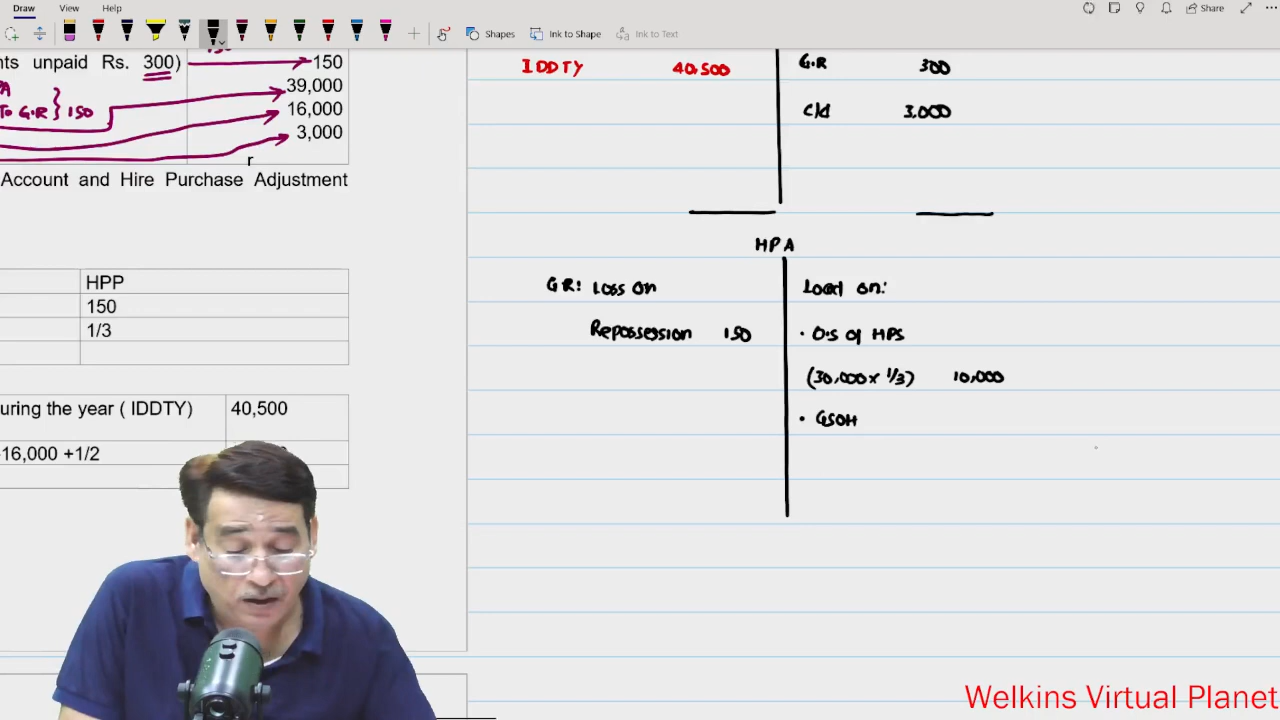 Draw View Help
Shapes Ink to Shape Ink to Text Share
nts unpaid Rs. 300) 150
39,000
To G.R } 150
16,000
3,000
r
Account and Hire Purchase Adjustment
HPP
150
1/3
uring the year ( IDDTY) 40,500
16,000 +1/2
IDDTY 40,500
G.R 300
C/d 3,000
HPA
GR: Loss on
Repossession 150
Load on:
• O.S of HPS
(30,000 x 1/3) 10,000
• GSOH
Welkins Virtual Planet